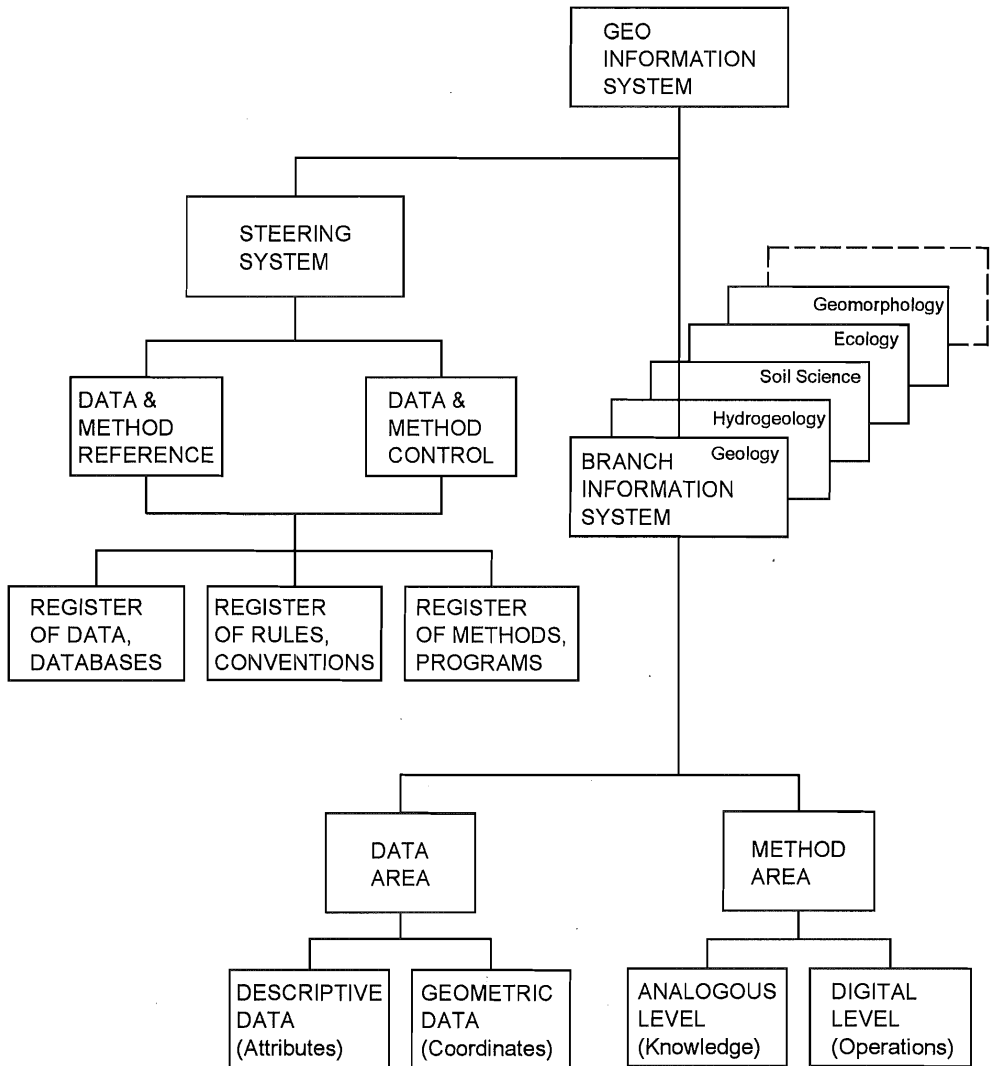 GEO
INFORMATION
SYSTEM
STEERING
SYSTEM
Geomorphology
Ecology
Soil Science
Hydrogeology
Geology
BRANCH
INFORMATION
SYSTEM
DATA &
METHOD
REFERENCE
DATA &
METHOD
CONTROL
REGISTER
OF DATA,
DATABASES
REGISTER
OF RULES,
CONVENTIONS
REGISTER
OF METHODS,
PROGRAMS
DATA
AREA
METHOD
AREA
DESCRIPTIVE
DATA
(Attributes)
GEOMETRIC
DATA
(Coordinates)
ANALOGOUS
LEVEL
(Knowledge)
DIGITAL
LEVEL
(Operations)